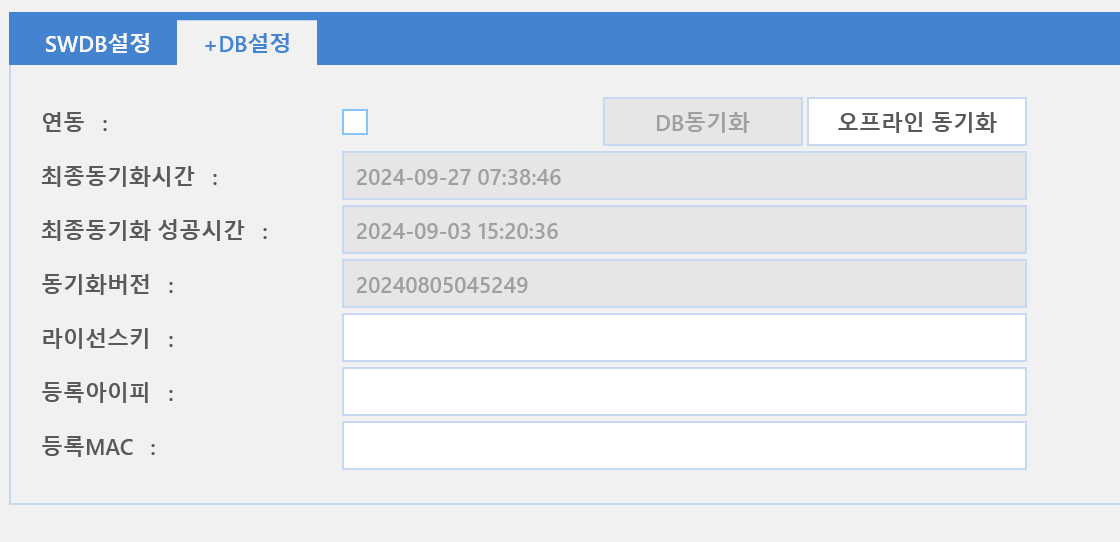 SWDB설정 +DB설정
연동 : DB동기화 오프라인 동기화
최종동기화시간 : 2024-09-27 07:38:46
최종동기화 성공시간 : 2024-09-03 15:20:36
동기화버전 : 20240805045249
라이선스키 :
등록아이피 :
등록MAC :